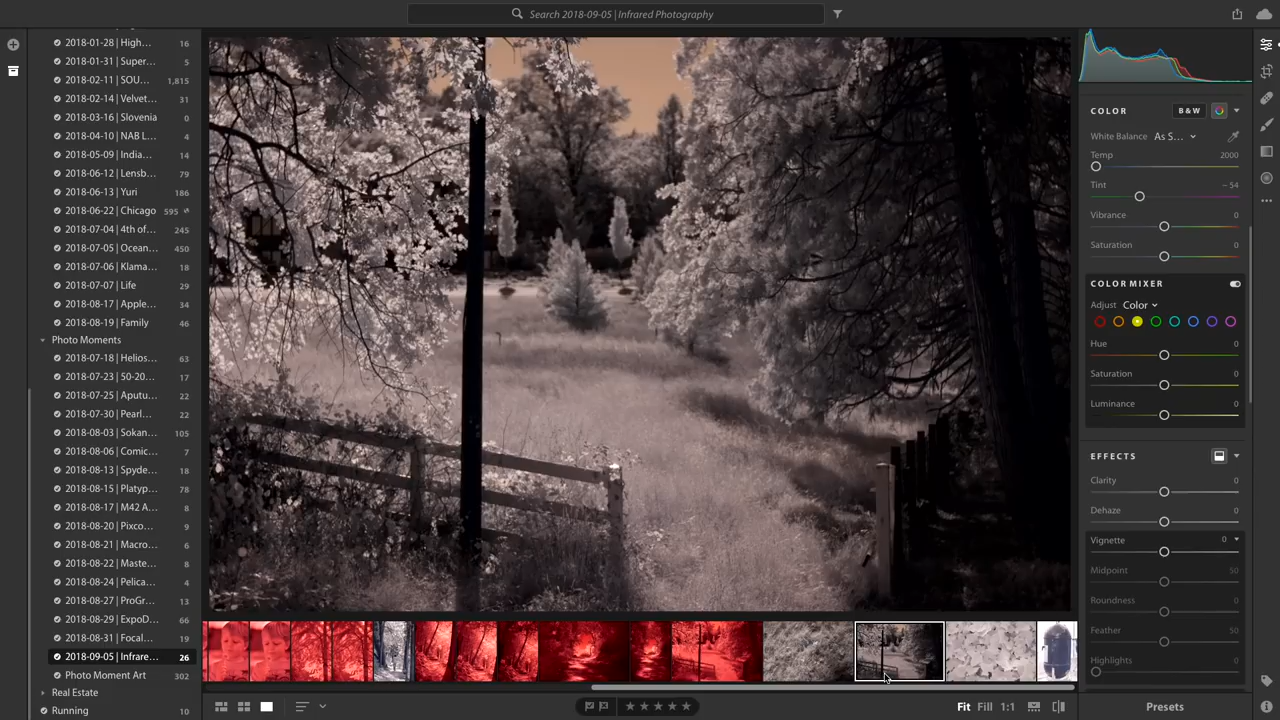 Search 2018-09-05 | Infrared Photography
2018-01-28 | High... 16
2018-01-31 | Super... 5
2018-02-11 | SOU... 1,815
2018-02-14 | Velvet... 31
2018-03-16 | Slovenia 0
2018-04-10 | NAB L... 4
2018-05-09 | India... 14
2018-06-12 | Lensb... 79
2018-06-13 | Yuri 186
2018-06-22 | Chicago 595
2018-07-04 | 4th of... 245
2018-07-05 | Ocean... 450
2018-07-06 | Klama... 18
2018-07-07 | Life 29
2018-08-17 | Apple... 34
2018-08-19 | Family 46
Photo Moments
2018-07-18 | Helios... 63
2018-07-23 | 50-20... 17
2018-07-25 | Aputu... 22
2018-07-30 | Pearl... 22
2018-08-03 | Sokan... 105
2018-08-06 | Comic... 7
2018-08-13 | Spyde... 18
2018-08-15 | Platyp... 78
2018-08-17 | M42 A... 8
2018-08-20 | Pixco... 9
2018-08-21 | Macro... 6
2018-08-22 | Maste... 8
2018-08-24 | Pelica... 4
2018-08-27 | ProGr... 13
2018-08-29 | ExpoD... 66
2018-08-31 | Focal... 19
2018-09-05 | Infrare... 26
Photo Moment Art 302
Real Estate
Running 10
Fit Fill 1:1
COLOR B&W
White Balance As S...
Temp 2000
Tint – 54
Vibrance 0
Saturation 0
COLOR MIXER
Adjust Color
Hue 0
Saturation 0
Luminance 0
EFFECTS
Clarity 0
Dehaze 0
Vignette 0
Midpoint 50
Roundness 0
Feather 50
Highlights 0
Presets